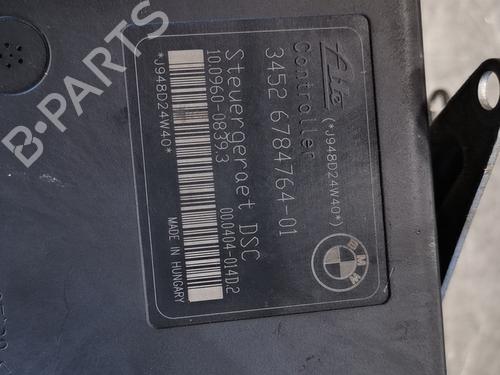 B-PARTS
Ate
(*J948D24W40*)
Controller
3452 6784764-01
BMW
Steuergeraet DSC
10.0960-0839.3
00.0404-014D.2
*J948D24W40*
MADE IN HUNGARY